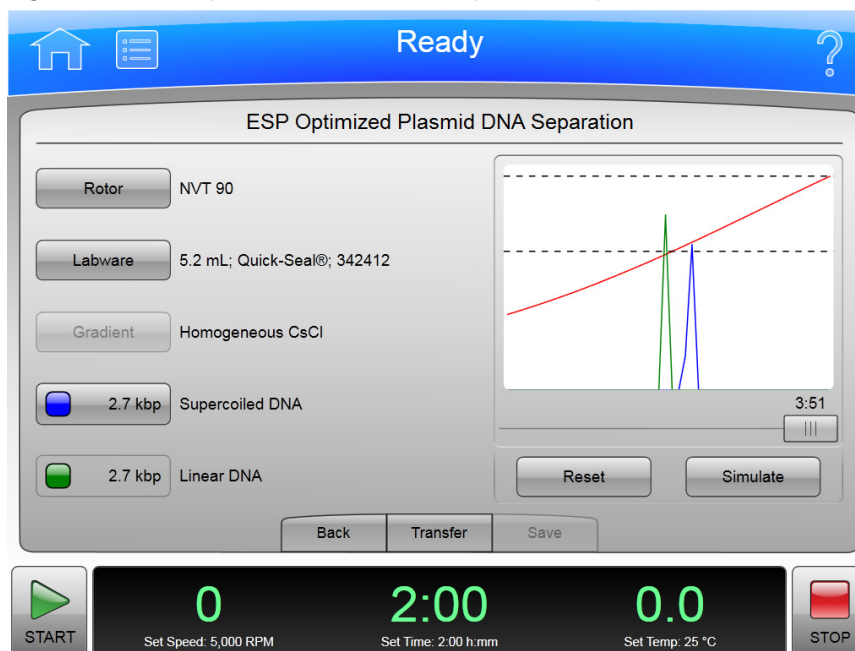 Ready
?
ESP Optimized Plasmid DNA Separation
Rotor NVT 90
Labware 5.2 mL; Quick-Seal®; 342412
Gradient Homogeneous CsCl
2.7 kbp Supercoiled DNA
2.7 kbp Linear DNA
3:51
Reset Simulate
Back Transfer Save
START
0 2:00 0.0
Set Speed: 5,000 RPM Set Time: 2:00 h:mm Set Temp: 25 °C
STOP